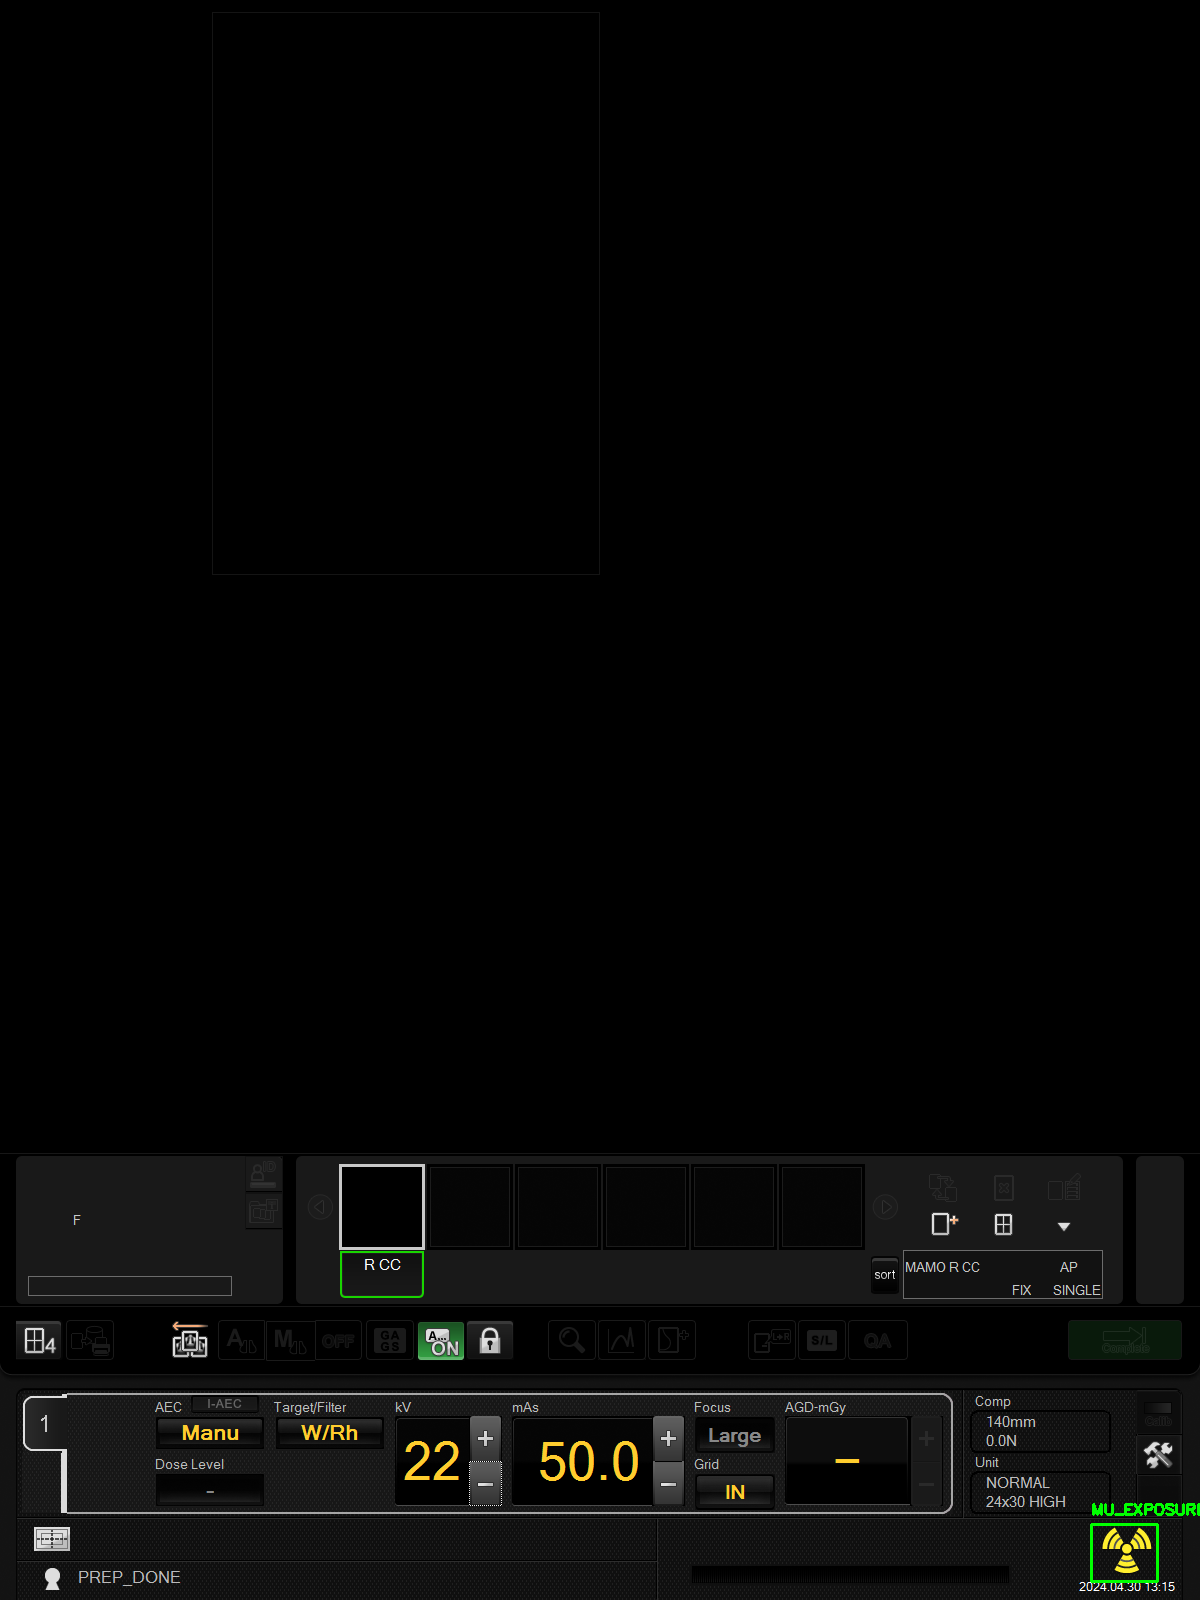 F
R CC
sort
MAMO R CC AP
FIX SINGLE
4
A
M
OFF
GA
GS
A...
ON
L+R
S/L
QA
Complete
1
AEC
I-AEC
Target/Filter
kV
mAs
Focus
AGD-mGy
Comp
Manu
W/Rh
22
50.0
Large
–
140mm
0.0N
Dose Level
Grid
Unit
-
IN
NORMAL
24x30 HIGH
MU_EXPOSURE
PREP_DONE
2024.04.30 13:15